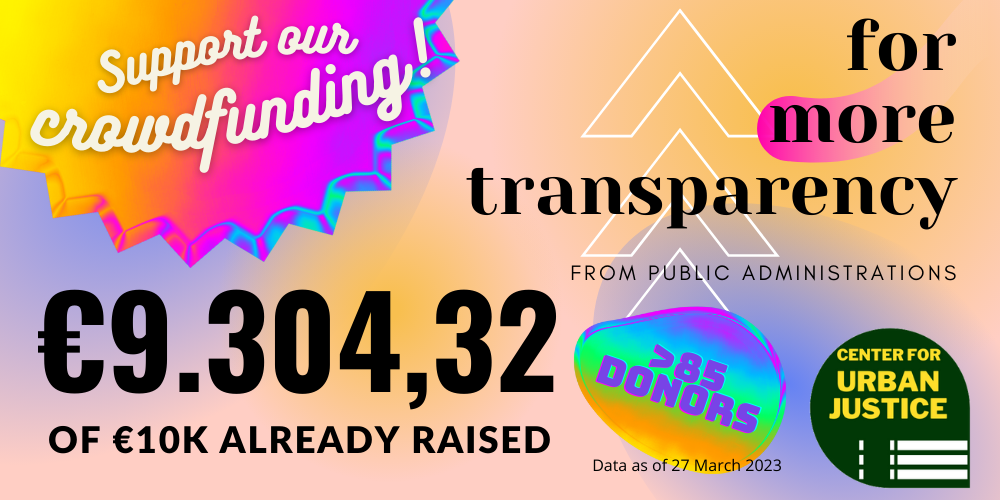 Support our
crowdfunding!
for
more
transparency
FROM PUBLIC ADMINISTRATIONS
€9.304,32
OF €10K ALREADY RAISED
>85
DONORS
Data as of 27 March 2023
CENTER FOR
URBAN
JUSTICE